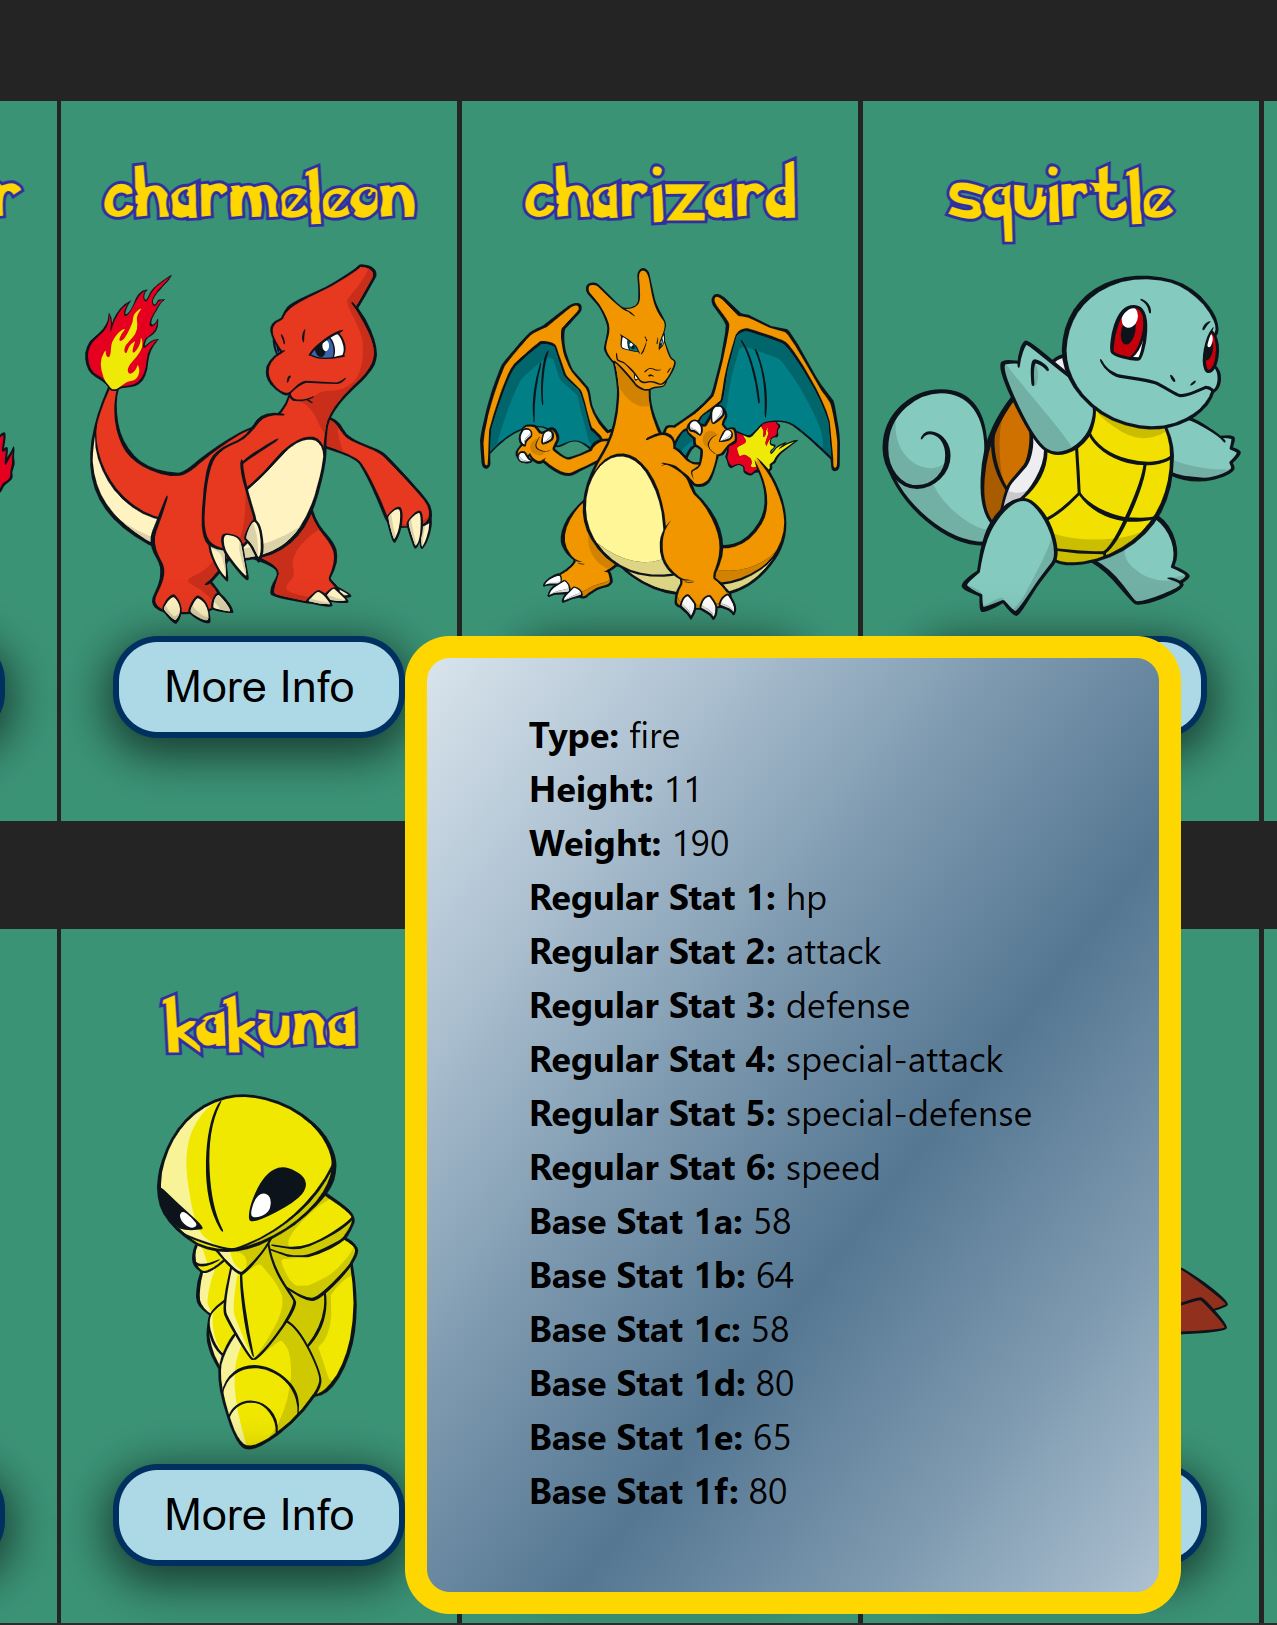 r
charmeleon
charizard
squirtle
More Info
Type: fire
Height: 11
Weight: 190
Regular Stat 1: hp
Regular Stat 2: attack
Regular Stat 3: defense
Regular Stat 4: special-attack
Regular Stat 5: special-defense
Regular Stat 6: speed
Base Stat 1a: 58
Base Stat 1b: 64
Base Stat 1c: 58
Base Stat 1d: 80
Base Stat 1e: 65
Base Stat 1f: 80
kakuna
More Info